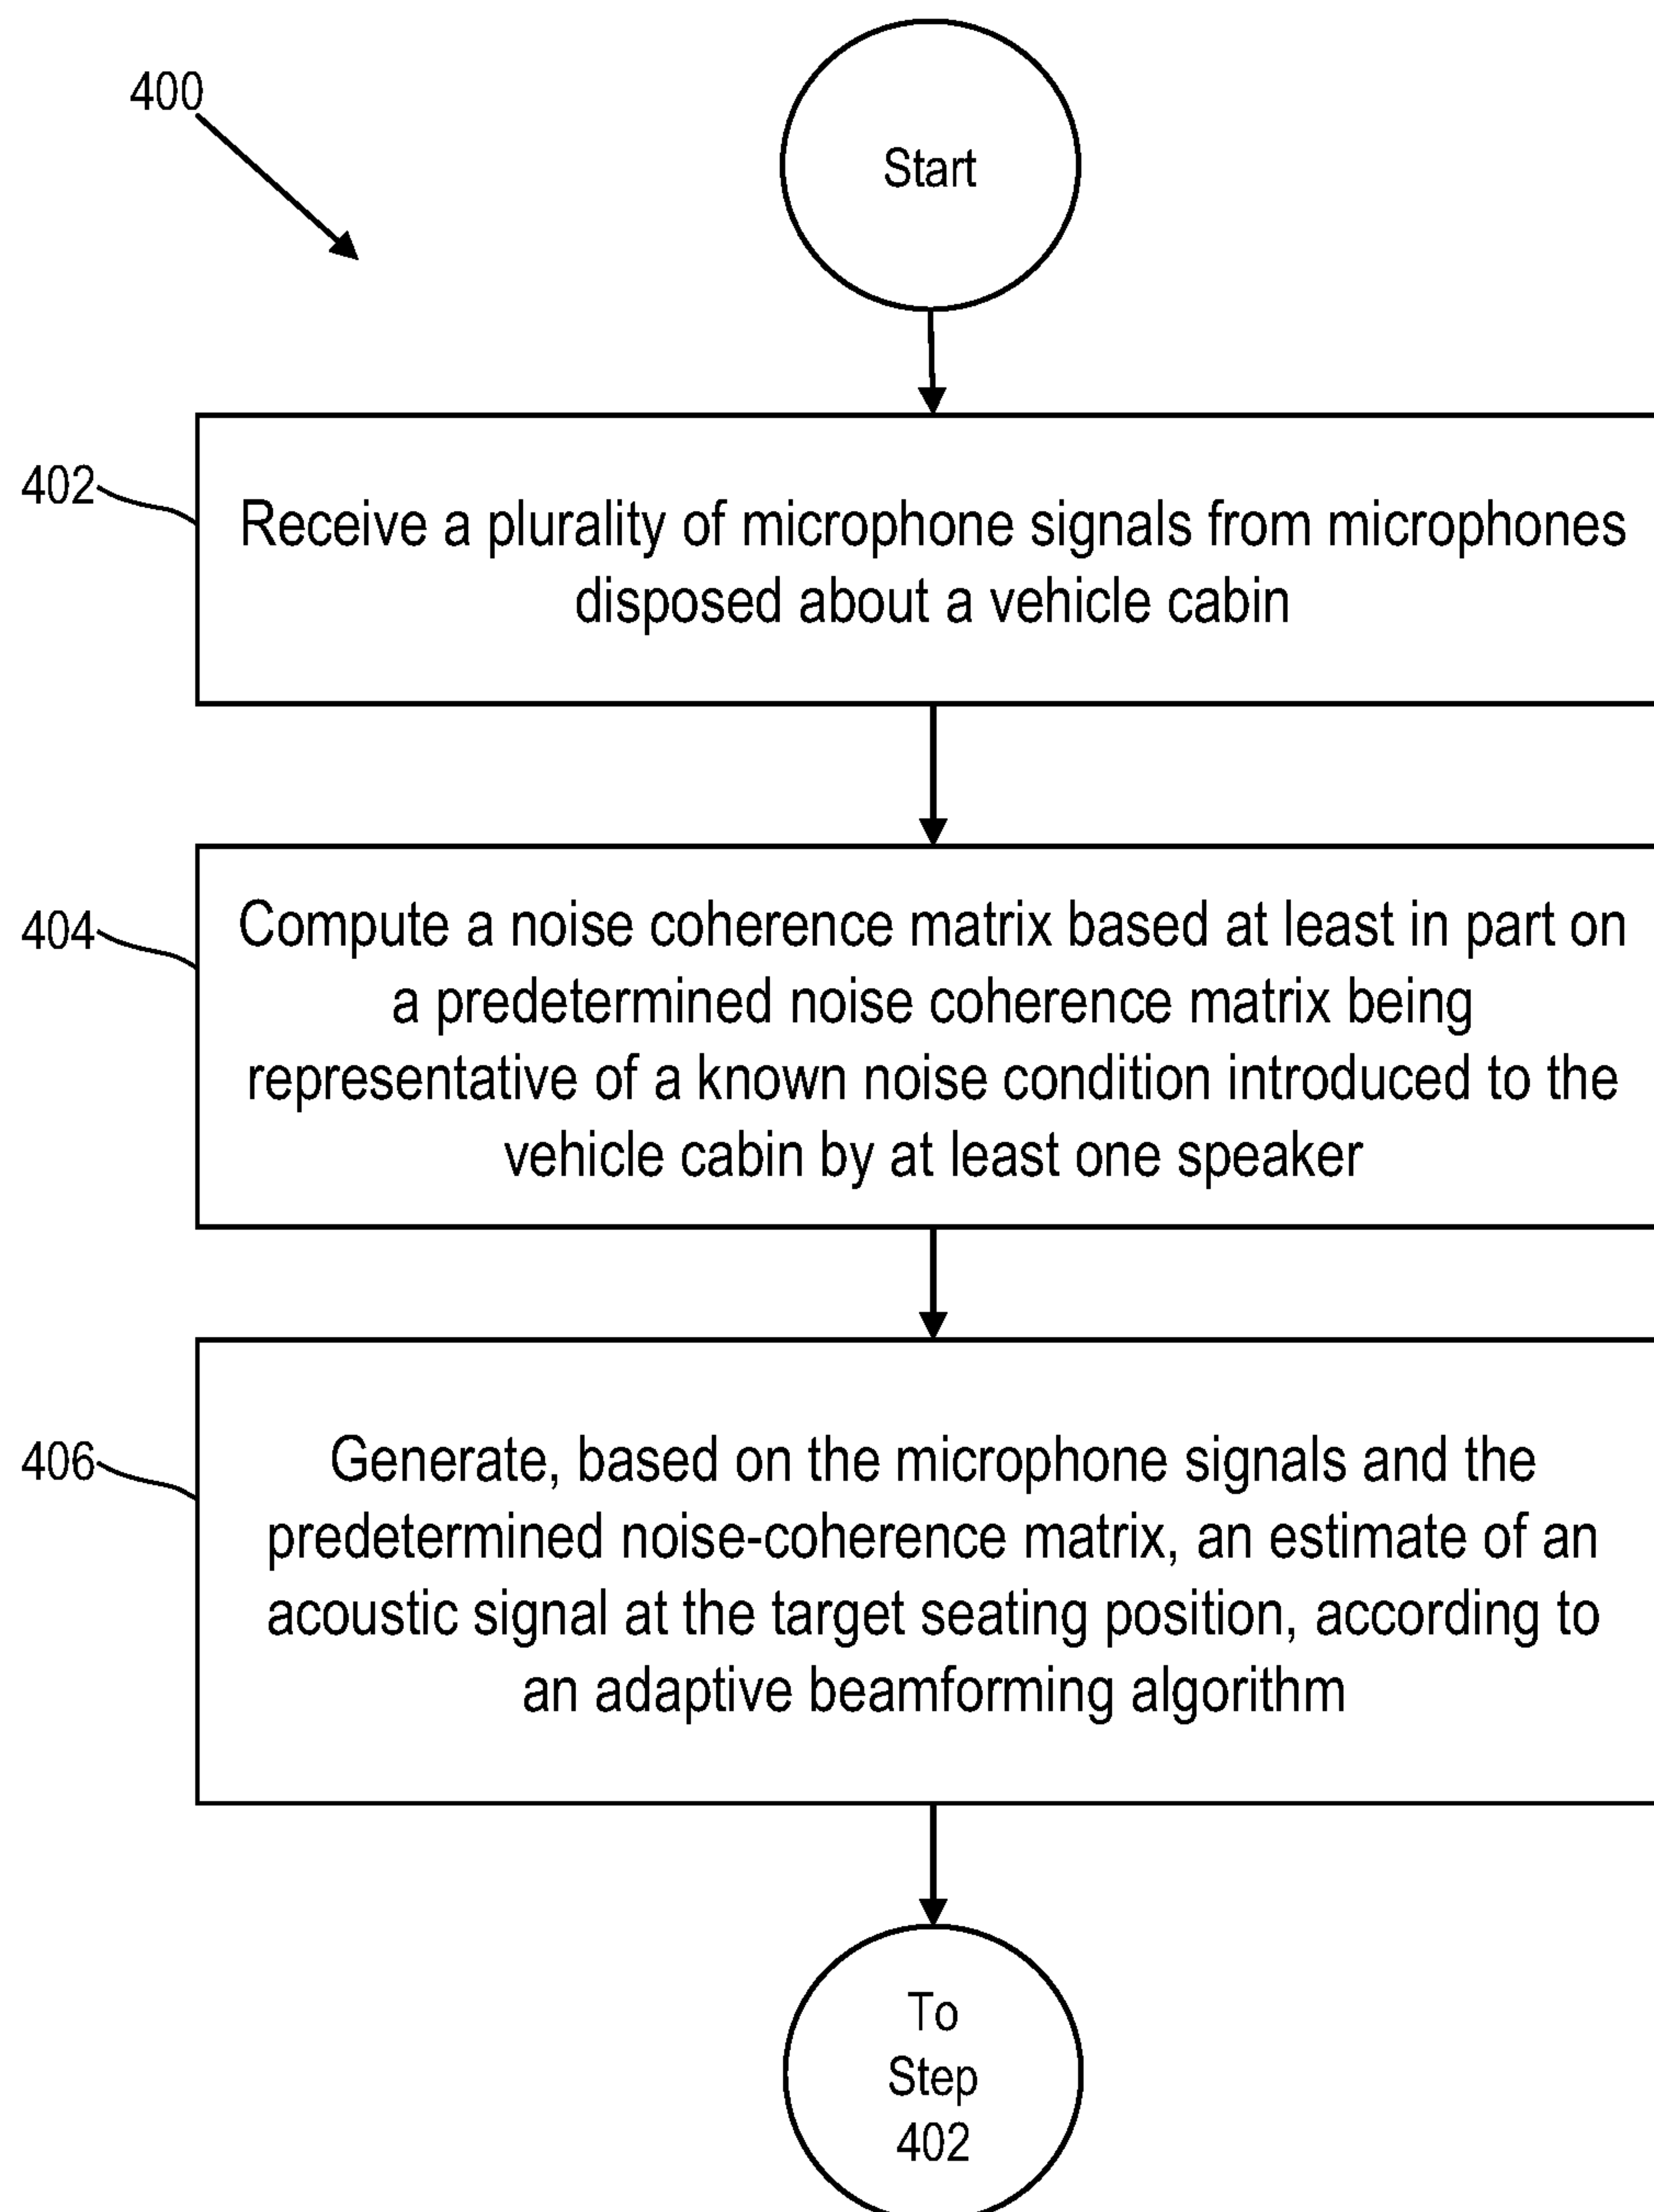 400
Start
402
Receive a plurality of microphone signals from microphones
disposed about a vehicle cabin
404
Compute a noise coherence matrix based at least in part on
a predetermined noise coherence matrix being
representative of a known noise condition introduced to the
vehicle cabin by at least one speaker
406
Generate, based on the microphone signals and the
predetermined noise-coherence matrix, an estimate of an
acoustic signal at the target seating position, according to
an adaptive beamforming algorithm
To
Step
402